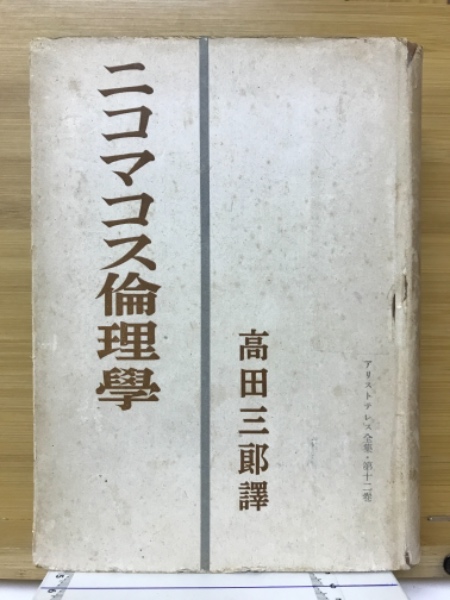 ニコマコス倫理學
高田三郎譯
アリストテレス全集・第十二卷